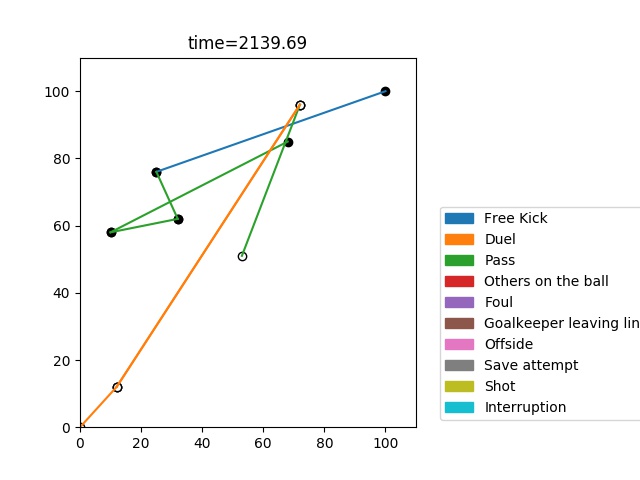 time=2139.69
100
80
60
40
20
0
0
20
40
60
80
100
Free Kick
Duel
Pass
Others on the ball
Foul
Goalkeeper leaving lin
Offside
Save attempt
Shot
Interruption